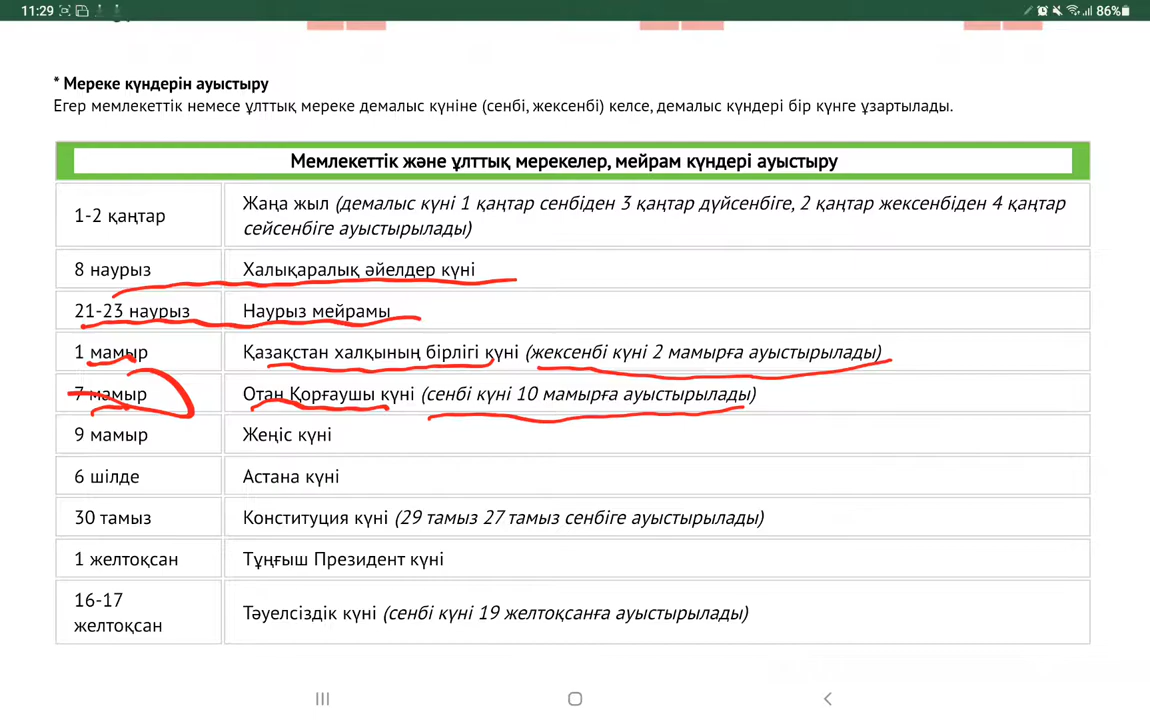 11:29
86%
* Мереке күндерін ауыстыру
Егер мемлекеттік немесе ұлттық мереке демалыс күніне (сенбі, жексенбі) келсе, демалыс күндері бір күнге ұзартылады.
Мемлекеттік және ұлттық мерекелер, мейрам күндері ауыстыру
1-2 қаңтар
Жаңа жыл (демалыс күні 1 қаңтар сенбіден 3 қаңтар дүйсенбіге, 2 қаңтар жексенбіден 4 қаңтар
сейсенбіге ауыстырылады)
8 наурыз
Халықаралық әйелдер күні
21-23 наурыз
Наурыз мейрамы
1 мамыр
Қазақстан халқының бірлігі күні (жексенбі күні 2 мамырға ауыстырылады)
7 мамыр
Отан Қорғаушы күні (сенбі күні 10 мамырға ауыстырылады)
9 мамыр
Жеңіс күні
6 шілде
Астана күні
30 тамыз
Конституция күні (29 тамыз 27 тамыз сенбіге ауыстырылады)
1 желтоқсан
Тұңғыш Президент күні
16-17
желтоқсан
Тәуелсіздік күні (сенбі күні 19 желтоқсанға ауыстырылады)